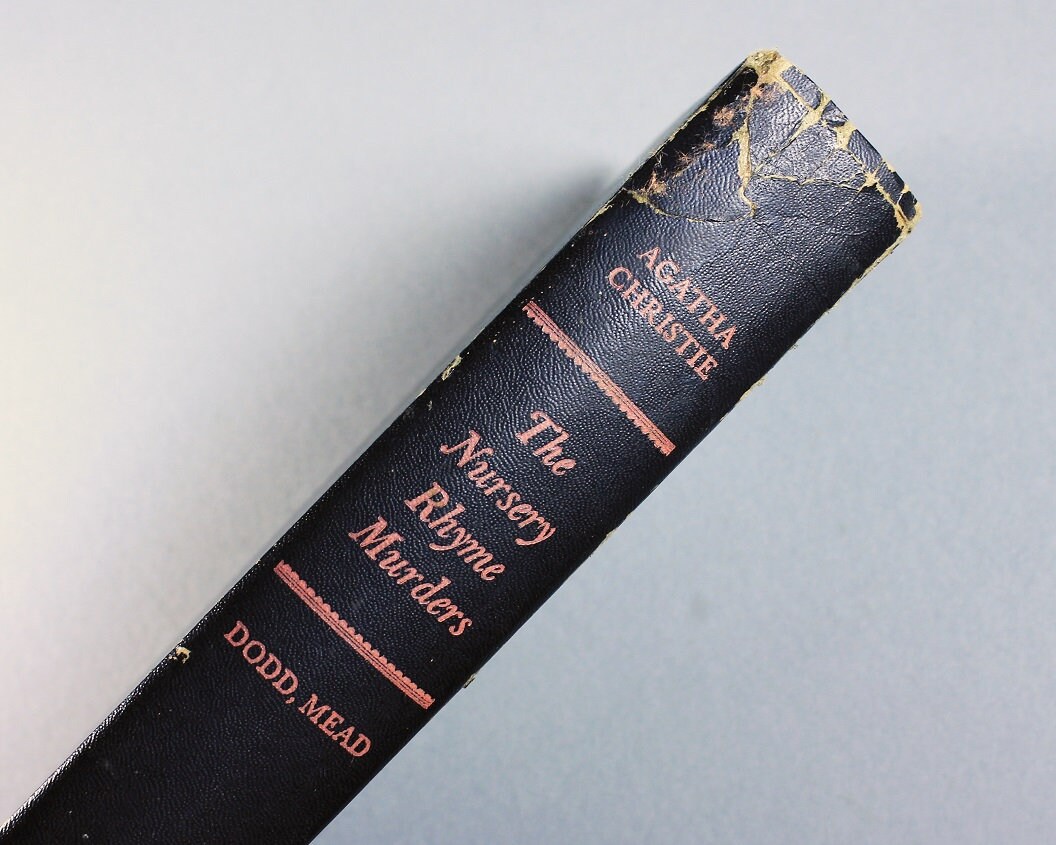 AGATHA
CHRISTIE
The
Nursery
Rhyme
Murders
DODD, MEAD